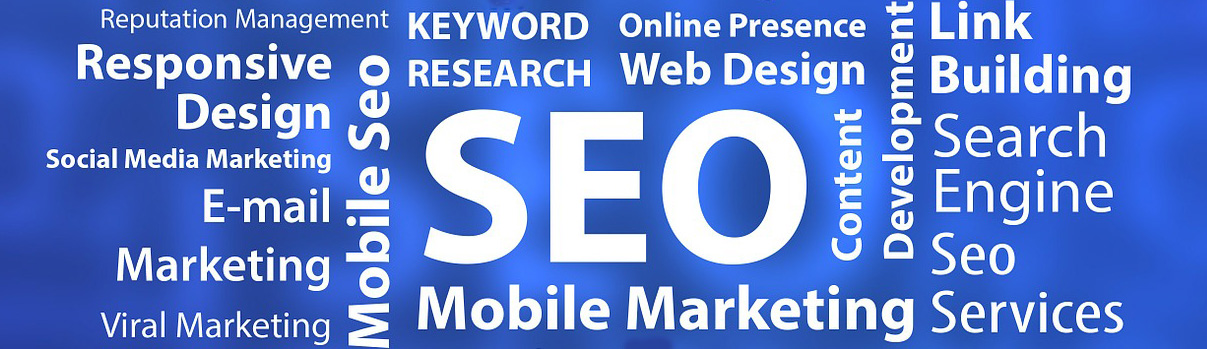 Reputation Management
Responsive
Design
Social Media Marketing
E-mail
Marketing
Viral Marketing
Mobile Seo
KEYWORD
RESEARCH
Online Presence
Web Design
SEO
Content
Development
Mobile Marketing
Link
Building
Search
Engine
Seo
Services